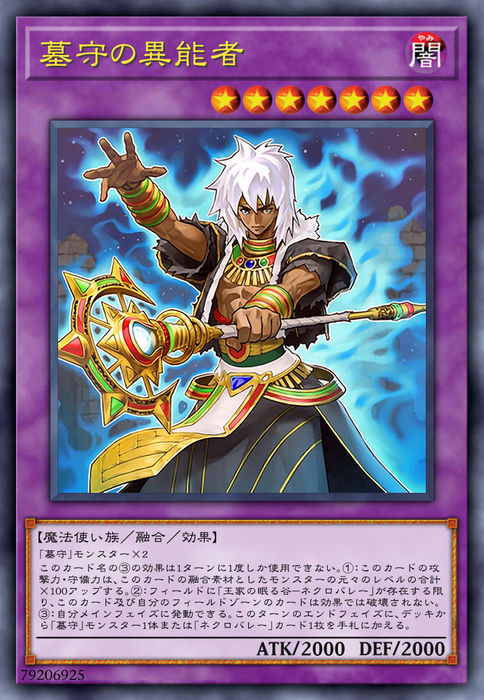 墓守の異能者
やみ
闇
【魔法使い族／融合／効果】
「墓守」モンスター×2
このカード名の③の効果は1ターンに1度しか使用できない。①：このカードの攻
撃力・守備力は、このカードの融合素材としたモンスターの元々のレベルの合計
×100アップする。②：フィールドに「王家の眠る谷－ネクロバレー」が存在する限
り、このカード及び自分のフィールドゾーンのカードは効果では破壊されない。
③：自分メインフェイズに発動できる。このターンのエンドフェイズに、デッキか
ら「墓守」モンスター1体または「ネクロバレー」カード1枚を手札に加える。
ATK/2000 DEF/2000
79206925